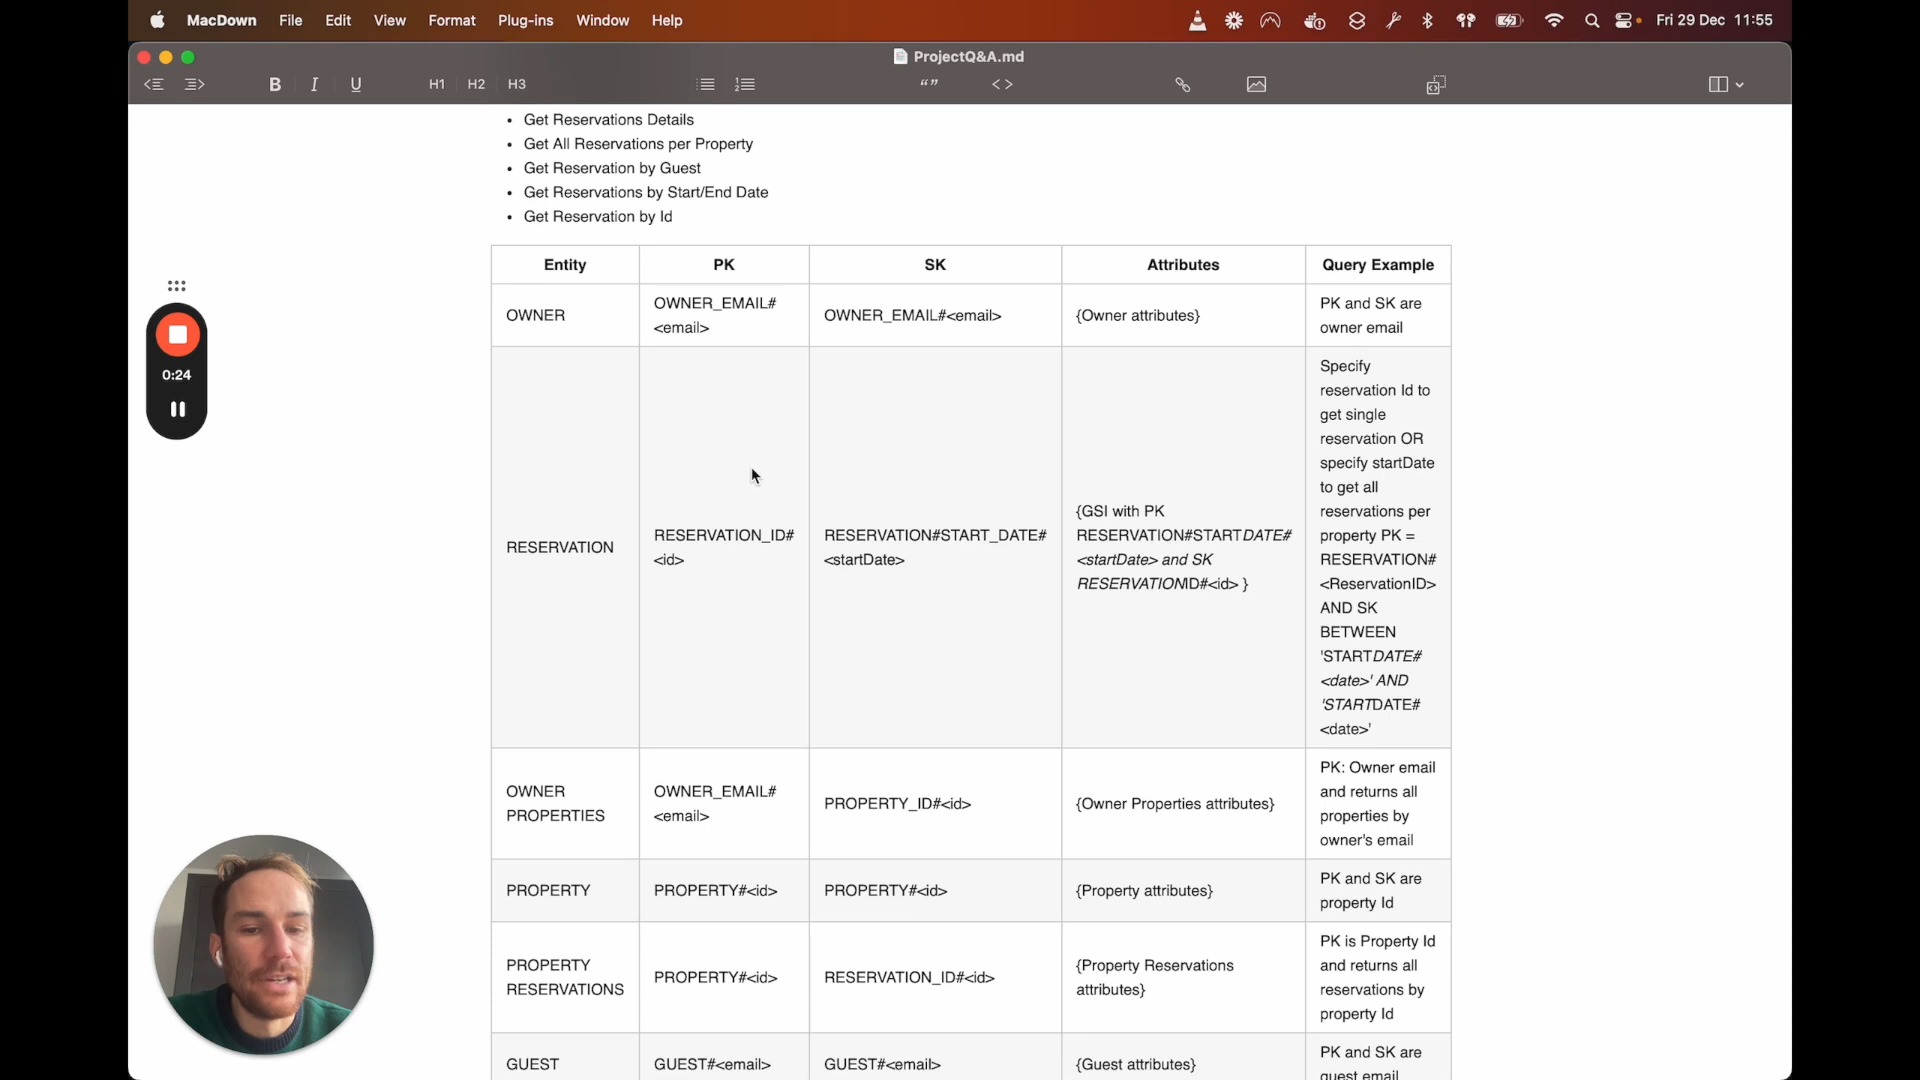 MacDown File Edit View Format Plug-ins Window Help Fri 29 Dec 11:55
ProjectQ&A.md
B I U H1 H2 H3 “ ” < >
• Get Reservations Details
• Get All Reservations per Property
• Get Reservation by Guest
• Get Reservations by Start/End Date
• Get Reservation by Id
Entity PK SK Attributes Query Example
OWNER
OWNER_EMAIL#
<email>
OWNER_EMAIL#<email>
{Owner attributes}
PK and SK are
owner email
RESERVATION
RESERVATION_ID#
<id>
RESERVATION#START_DATE#
<startDate>
{GSI with PK
RESERVATION#STARTDATE#
<startDate> and SK
RESERVATIONID#<id> }
Specify
reservation Id to
get single
reservation OR
specify startDate
to get all
reservations per
property PK =
RESERVATION#
<ReservationID>
AND SK
BETWEEN
'STARTDATE#
<date>' AND
'STARTDATE#
<date>'
OWNER
PROPERTIES
OWNER_EMAIL#
<email>
PROPERTY_ID#<id>
{Owner Properties attributes}
PK: Owner email
and returns all
properties by
owner's email
PROPERTY
PROPERTY#<id>
PROPERTY#<id>
{Property attributes}
PK and SK are
property Id
PROPERTY
RESERVATIONS
PROPERTY#<id>
RESERVATION_ID#<id>
{Property Reservations
attributes}
PK is Property Id
and returns all
reservations by
property Id
GUEST
GUEST#<email>
GUEST#<email>
{Guest attributes}
PK and SK are
guest email
0:24